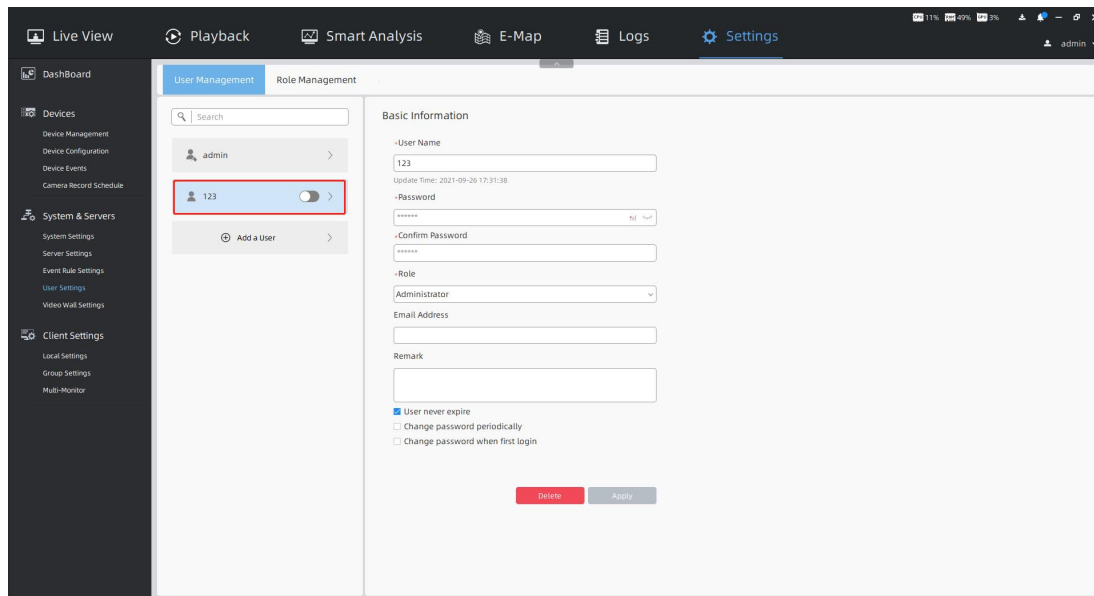 CPU 11% RAM 49% GPU 3%
Live View
Playback
Smart Analysis
E-Map
Logs
Settings
admin
DashBoard
Devices
Device Management
Device Configuration
Device Events
Camera Record Schedule
System & Servers
System Settings
Server Settings
Event Rule Settings
User Settings
Video Wall Settings
Client Settings
Local Settings
Group Settings
Multi-Monitor
User Management
Role Management
Search
admin
123
Add a User
Basic Information
*User Name
123
Update Time: 2021-09-26 17:31:38
*Password
******
*Confirm Password
******
*Role
Administrator
Email Address
Remark
User never expire
Change password periodically
Change password when first login
Delete
Apply